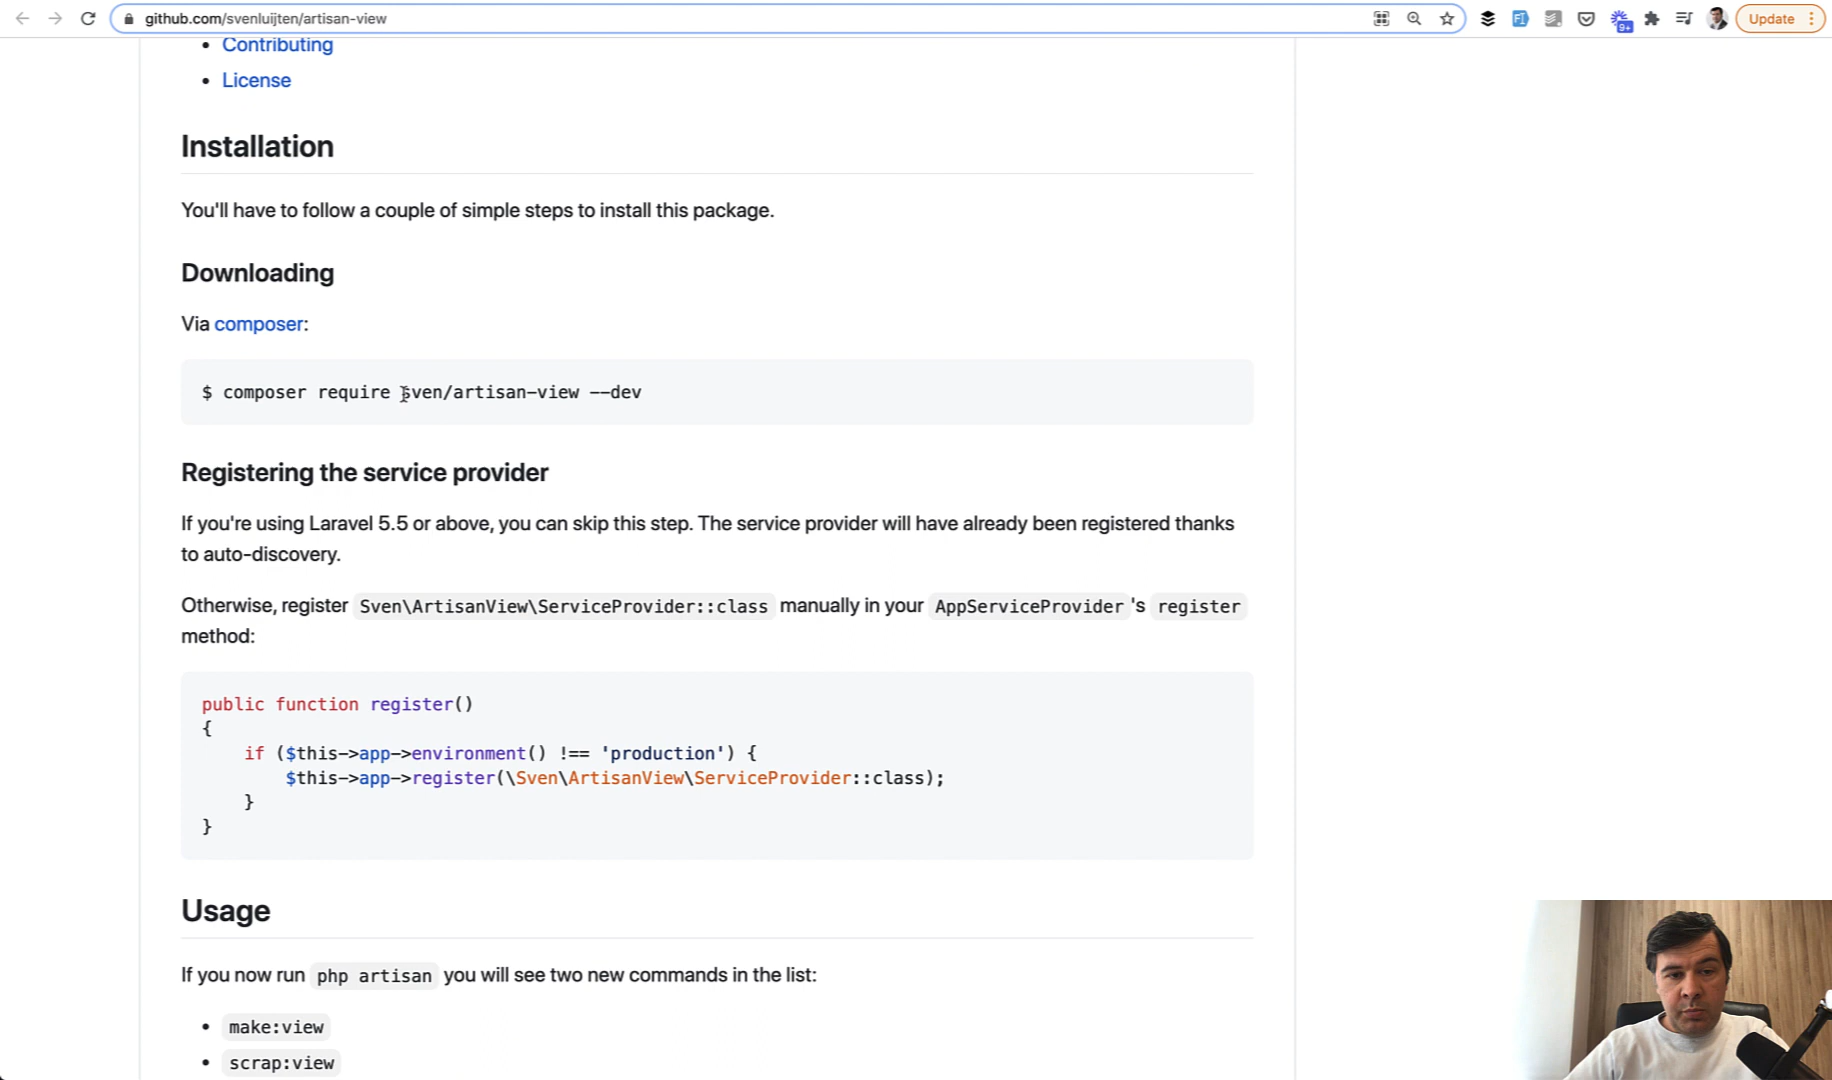 github.com/svenluijten/artisan-view
Update
9+
Contributing
License
Installation
You'll have to follow a couple of simple steps to install this package.
Downloading
Via composer:
$ composer require sven/artisan-view --dev
Registering the service provider
If you're using Laravel 5.5 or above, you can skip this step. The service provider will have already been registered thanks
to auto-discovery.
Otherwise, register Sven\ArtisanView\ServiceProvider::class manually in your AppServiceProvider's register
method:
public function register()
{
    if ($this->app->environment() !== 'production') {
        $this->app->register(\Sven\ArtisanView\ServiceProvider::class);
    }
}
Usage
If you now run php artisan you will see two new commands in the list:
• make:view
• scrap:view